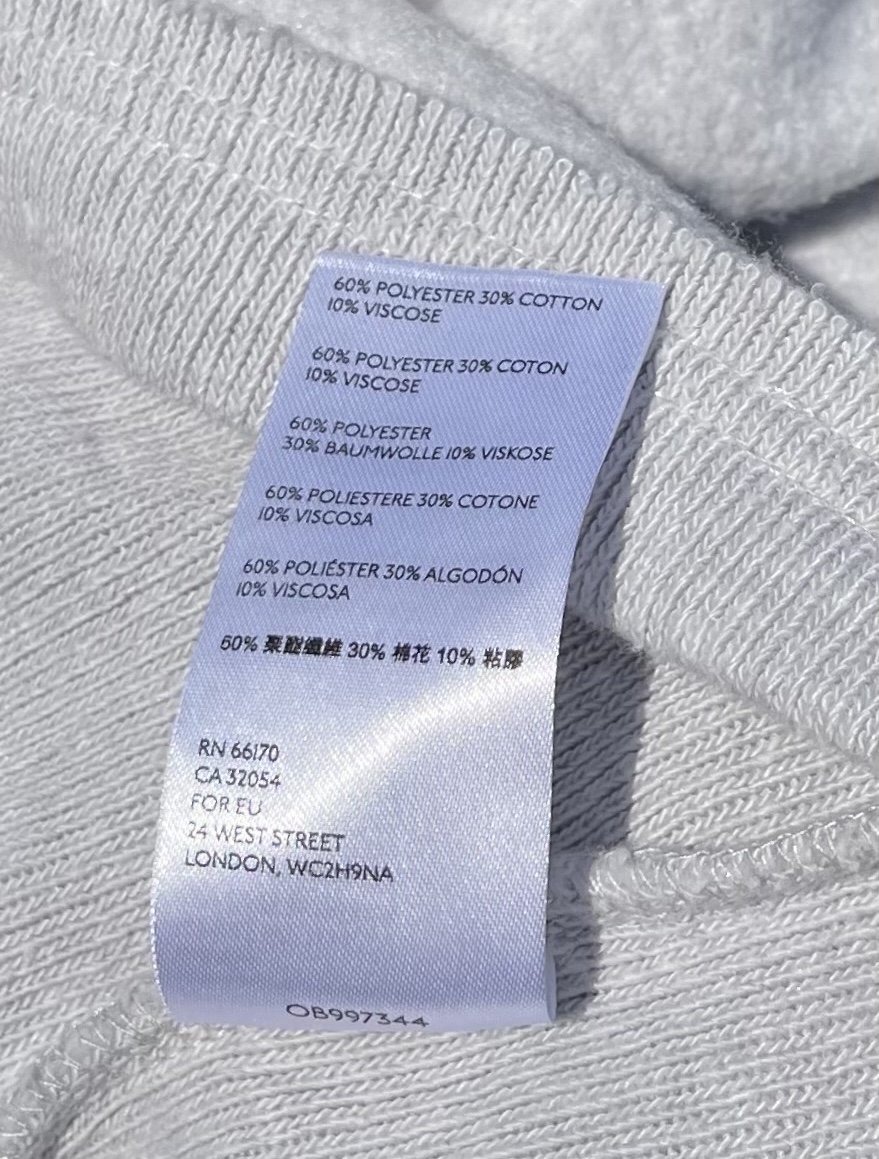 60% POLYESTER 30% COTTON
10% VISCOSE
60% POLYESTER 30% COTON
10% VISCOSE
60% POLYESTER
30% BAUMWOLLE 10% VISKOSE
60% POLIESTERE 30% COTONE
10% VISCOSA
60% POLIÉSTER 30% ALGODÓN
10% VISCOSA
60% 聚酯纖維 30% 棉花 10% 粘膠
RN 66170
CA 32054
FOR EU
24 WEST STREET
LONDON, WC2H9NA
OB997344